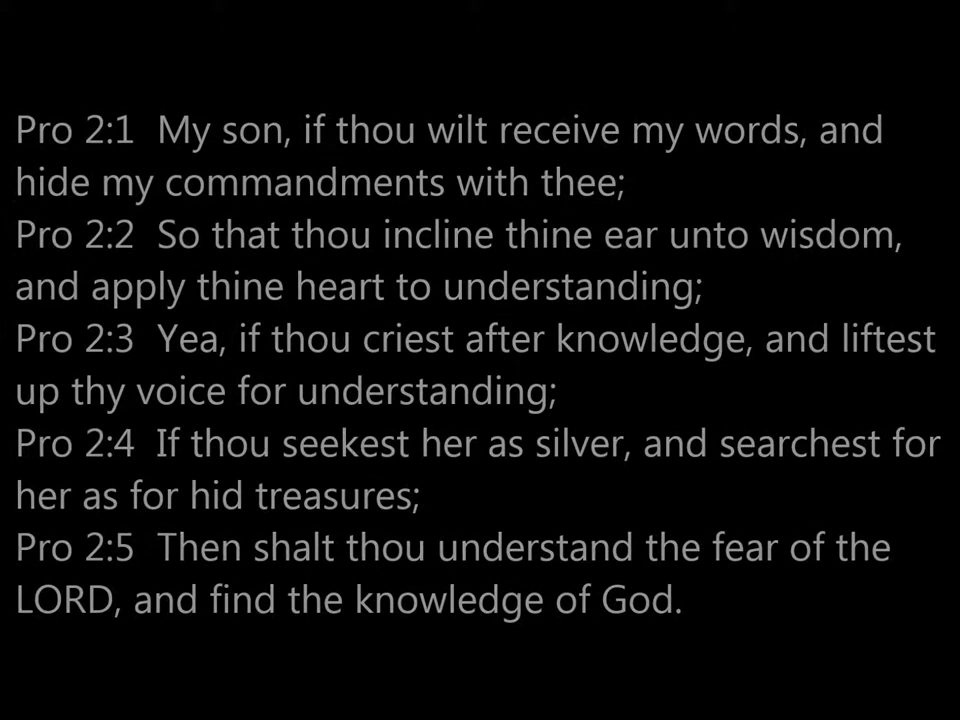 Pro 2:1  My son, if thou wilt receive my words, and
hide my commandments with thee;
Pro 2:2  So that thou incline thine ear unto wisdom,
and apply thine heart to understanding;
Pro 2:3  Yea, if thou criest after knowledge, and liftest
up thy voice for understanding;
Pro 2:4  If thou seekest her as silver, and searchest for
her as for hid treasures;
Pro 2:5  Then shalt thou understand the fear of the
LORD, and find the knowledge of God.